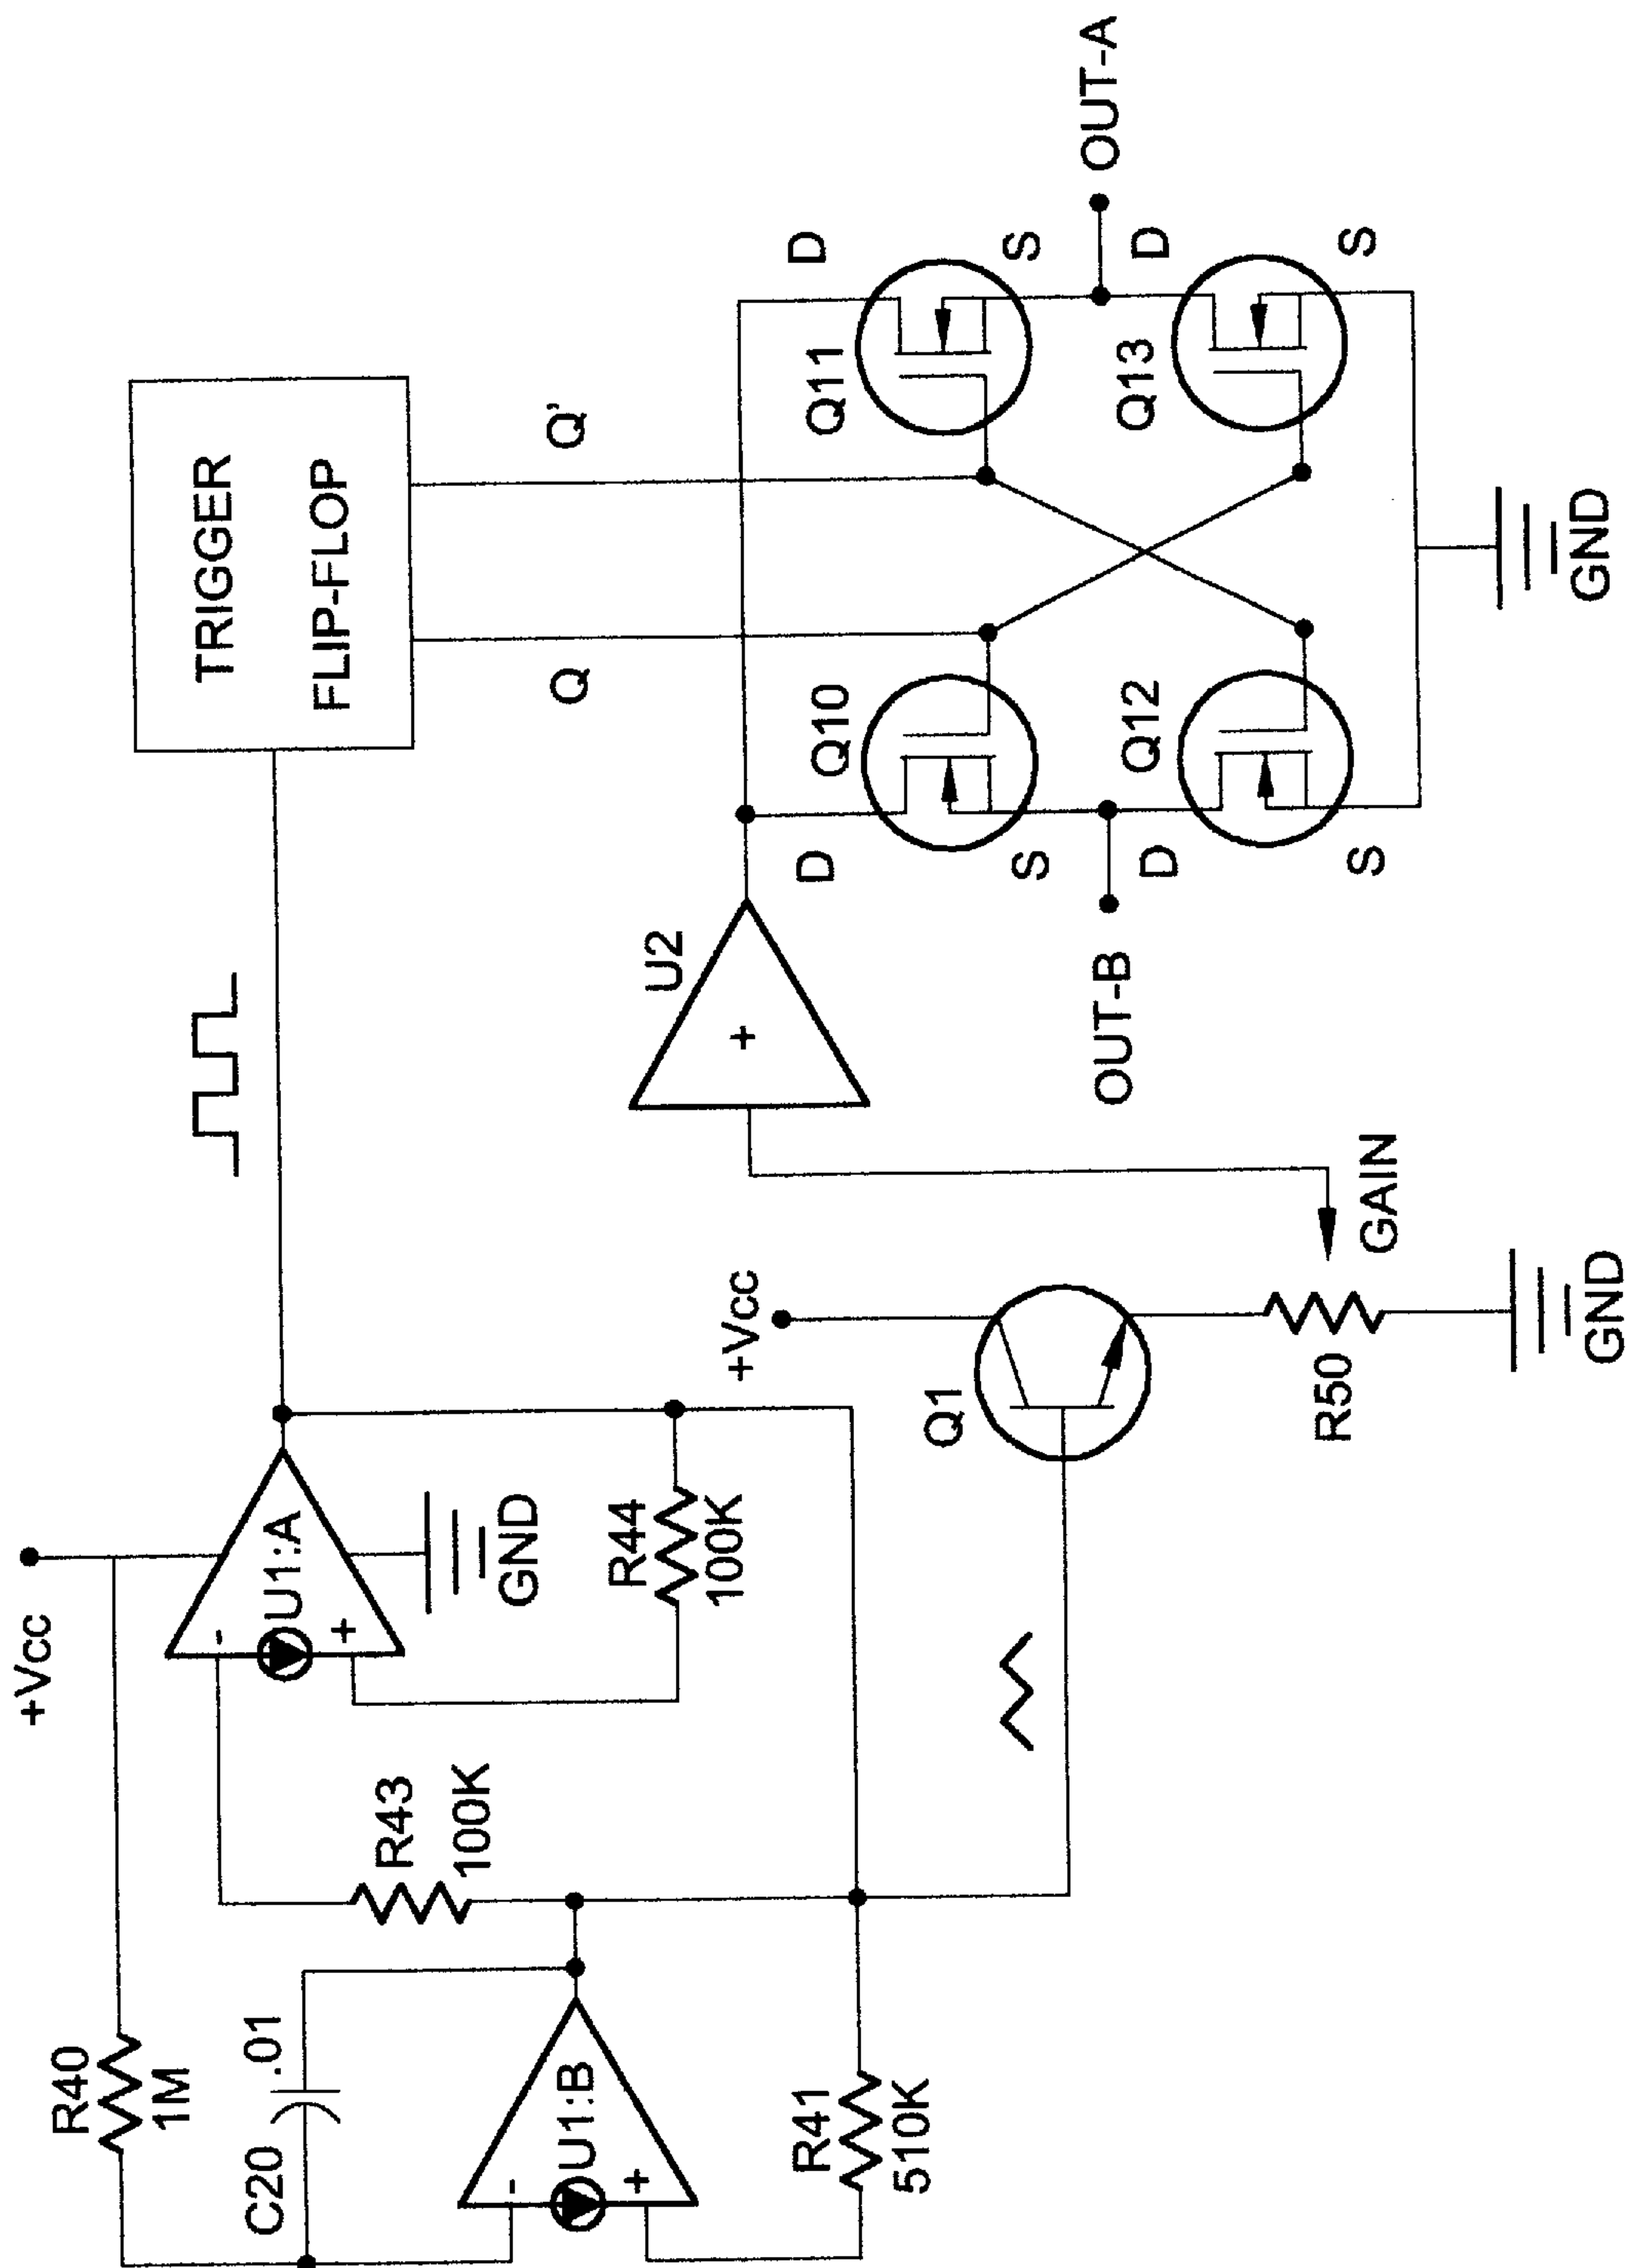 +Vcc
R40
1M
C20
.01
-
U1:B
+
R41
510K
R43
100K
-
U1:A
+
GND
R44
100K
TRIGGER
FLIP-FLOP
Q
Q'
+Vcc
Q1
R50
GAIN
GND
U2
+
D
Q10
S
OUT-B
D
Q12
S
D
Q11
S
OUT-A
D
Q13
S
GND